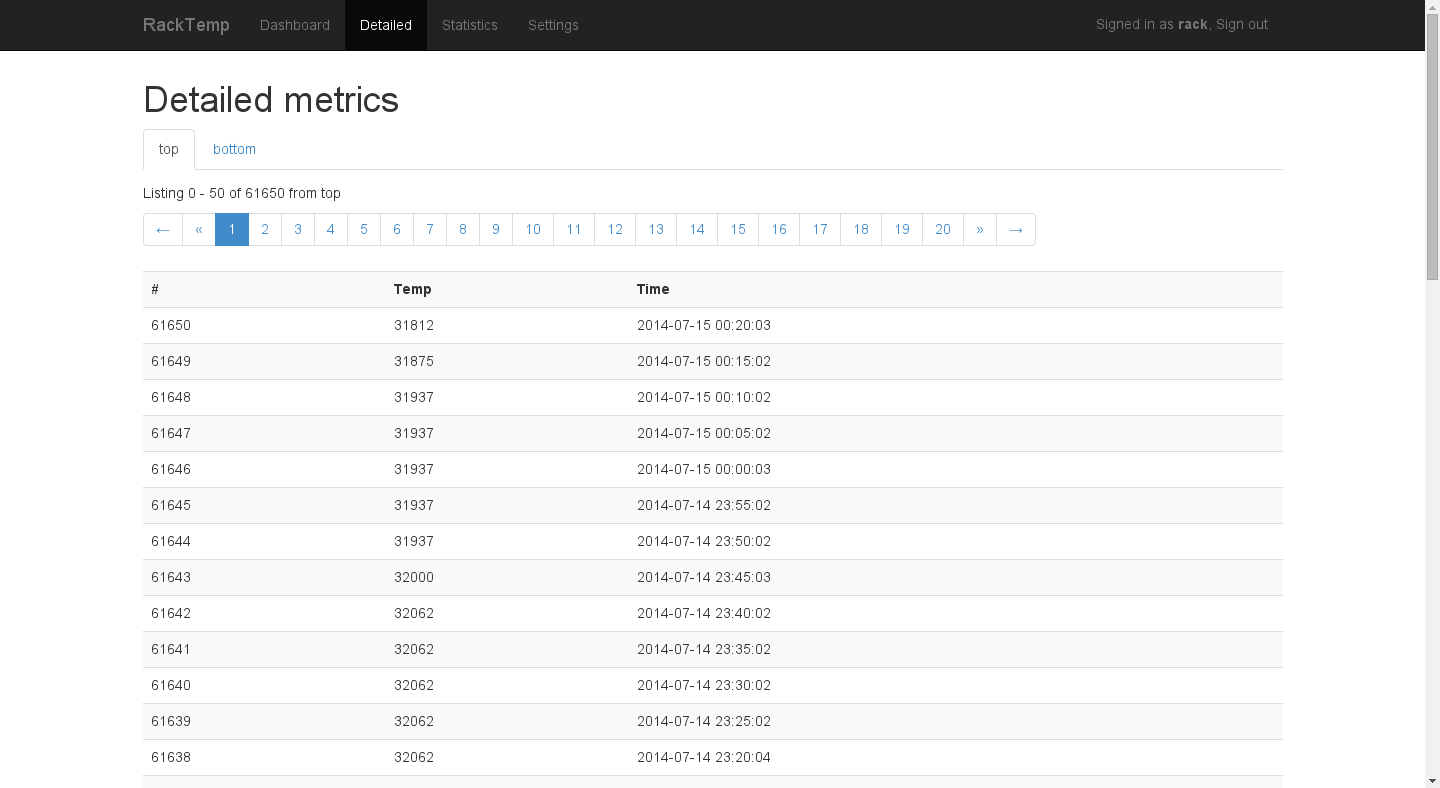 RackTemp Dashboard Detailed Statistics Settings Signed in as rack, Sign out
Detailed metrics
top bottom
Listing 0 - 50 of 61650 from top
← « 1 2 3 4 5 6 7 8 9 10 11 12 13 14 15 16 17 18 19 20 » →
# Temp Time
61650 31812 2014-07-15 00:20:03
61649 31875 2014-07-15 00:15:02
61648 31937 2014-07-15 00:10:02
61647 31937 2014-07-15 00:05:02
61646 31937 2014-07-15 00:00:03
61645 31937 2014-07-14 23:55:02
61644 31937 2014-07-14 23:50:02
61643 32000 2014-07-14 23:45:03
61642 32062 2014-07-14 23:40:02
61641 32062 2014-07-14 23:35:02
61640 32062 2014-07-14 23:30:02
61639 32062 2014-07-14 23:25:02
61638 32062 2014-07-14 23:20:04